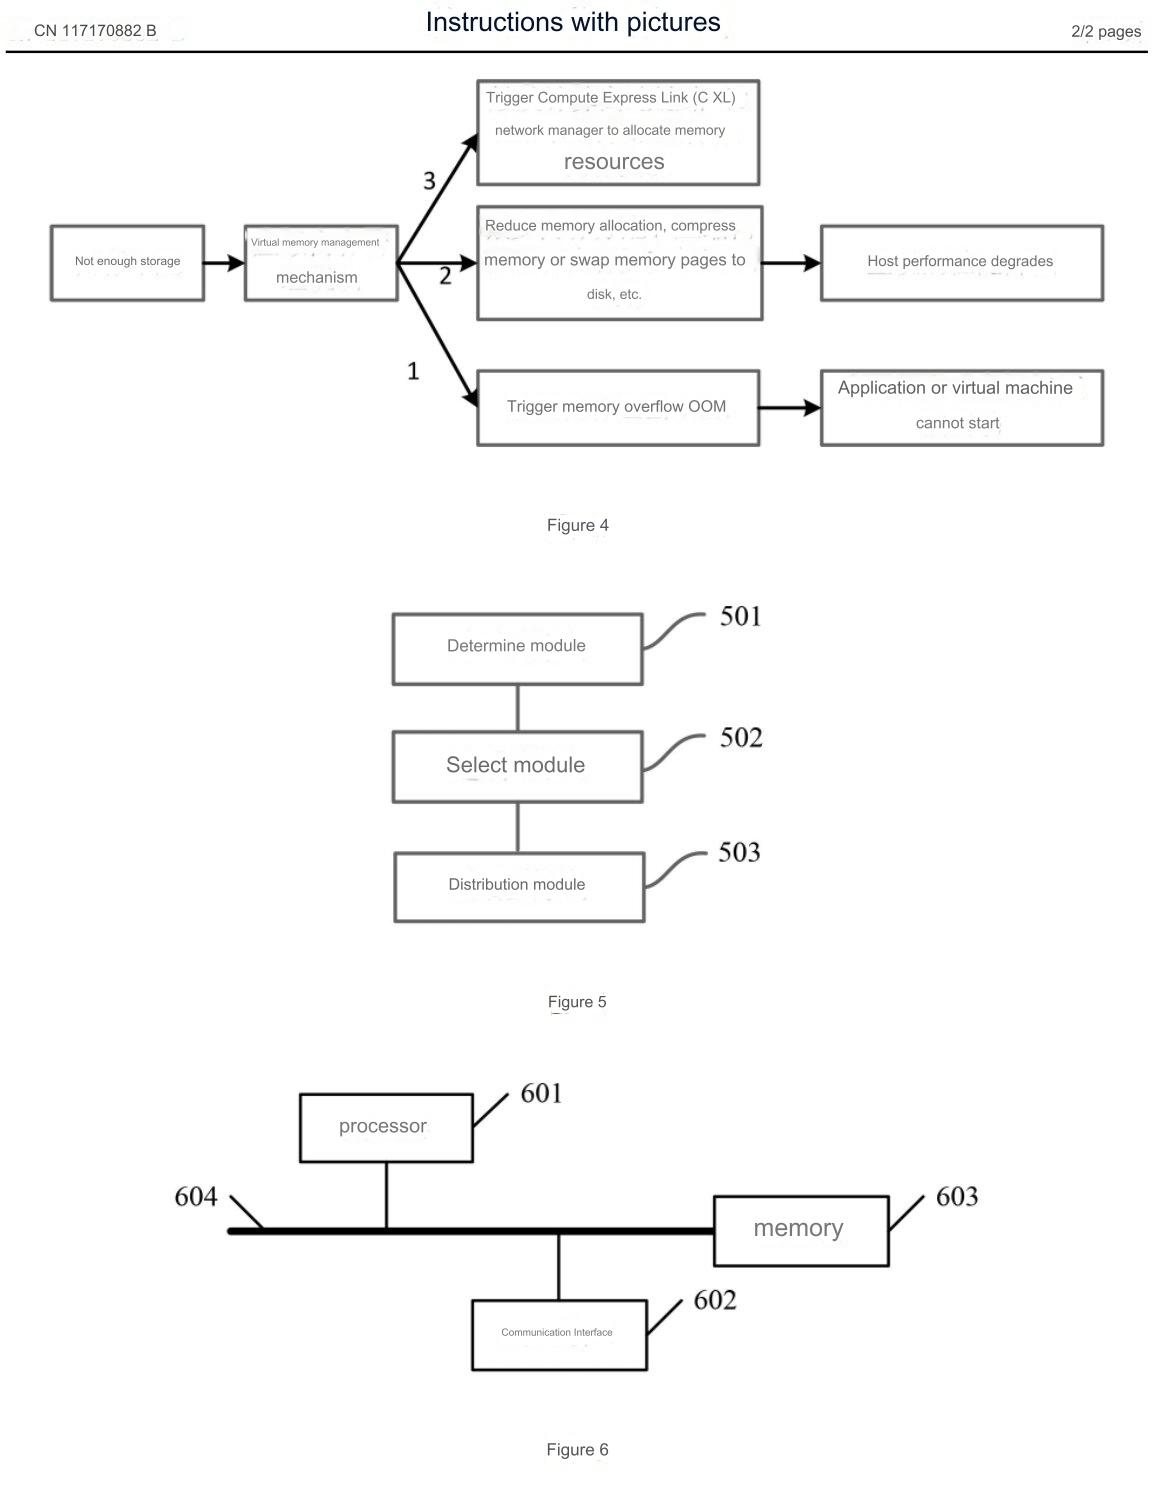 CN 117170882 B
Instructions with pictures
2/2 pages
Trigger Compute Express Link (C XL)
network manager to allocate memory
resources
3
Not enough storage
Virtual memory management
mechanism
2
Reduce memory allocation, compress
memory or swap memory pages to
disk, etc.
Host performance degrades
1
Trigger memory overflow OOM
Application or virtual machine
cannot start
Figure 4
501
Determine module
502
Select module
503
Distribution module
Figure 5
601
processor
604
603
memory
602
Communication Interface
Figure 6